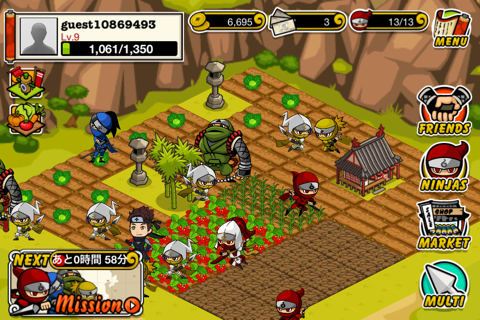 guest10869493
Lv.9
1,061/1,350
6,695
3
13/13
MENU
FRIENDS
NINJAS
SHOP
MARKET
MULTI
NEXT あと0時間 58分
Mission